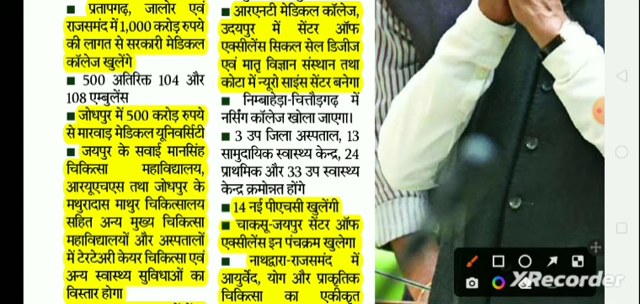 ■ प्रतापगढ़, जालोर एवं
राजसमंद में 1,000 करोड़ रुपये
की लागत से सरकारी मेडिकल
कॉलेज खुलेंगे
■ 500 अतिरिक्त 104 और
108 एम्बुलेंस
■ जोधपुर में 500 करोड़ रुपये
से मारवाड़ मेडिकल यूनिवर्सिटी
■ जयपुर के सवाई मानसिंह
चिकित्सा महाविद्यालय,
आरयूएचएस तथा जोधपुर के
मथुरादास माथुर चिकित्सालय
सहित अन्य मुख्य चिकित्सा
महाविद्यालयों और अस्पतालों
में टेरटेअरी केयर चिकित्सा एवं
अन्य स्वास्थ्य सुविधाओं का
विस्तार होगा
■ आरएनटी मेडिकल कॉलेज,
उदयपुर में सेंटर ऑफ
एक्सीलेंस सिकल सेल डिजीज
एवं मातृ विज्ञान संस्थान तथा
कोटा में न्यूरो साइंस सेंटर बनेगा
■ निम्बाहेड़ा-चित्तौड़गढ़ में
नर्सिंग कॉलेज खोला जाएगा।
■ 3 उप जिला अस्पताल, 13
सामुदायिक स्वास्थ्य केन्द्र, 24
प्राथमिक और 33 उप स्वास्थ्य
केन्द्र क्रमोन्नत होंगे
■ 14 नई पीएचसी खुलेंगी
■ चाकसू-जयपुर सेंटर ऑफ
एक्सीलेंस इन पंचक्रम खुलेगा
■ नाथद्वारा-राजसमंद में
आयुर्वेद, योग और प्राकृतिक
चिकित्सा का एकीकृत
XRecorder